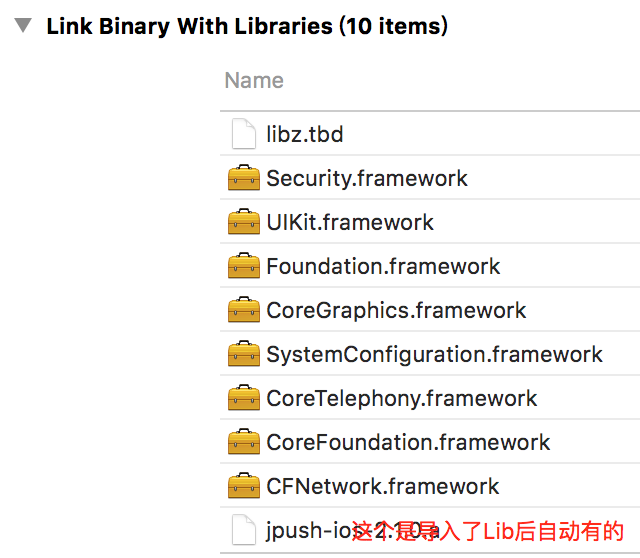 Link Binary With Libraries (10 items)
Name
libz.tbd
Security.framework
UIKit.framework
Foundation.framework
CoreGraphics.framework
SystemConfiguration.framework
CoreTelephony.framework
CoreFoundation.framework
CFNetwork.framework
jpush-ios-2.1.0.a
这个是导入了Lib后自动有的